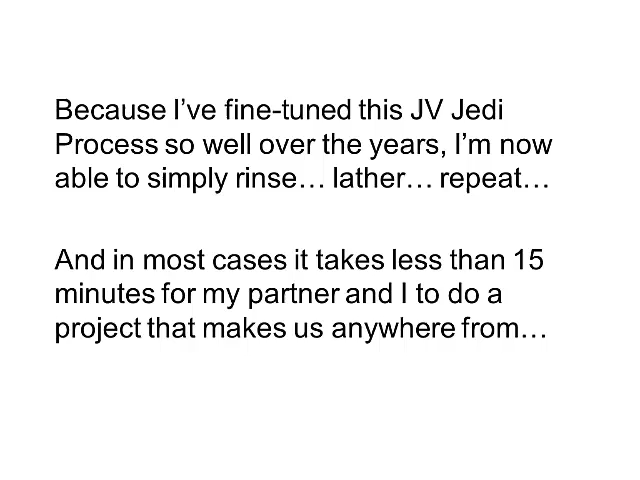 Because I’ve fine-tuned this JV Jedi
Process so well over the years, I’m now
able to simply rinse… lather… repeat…
And in most cases it takes less than 15
minutes for my partner and I to do a
project that makes us anywhere from…